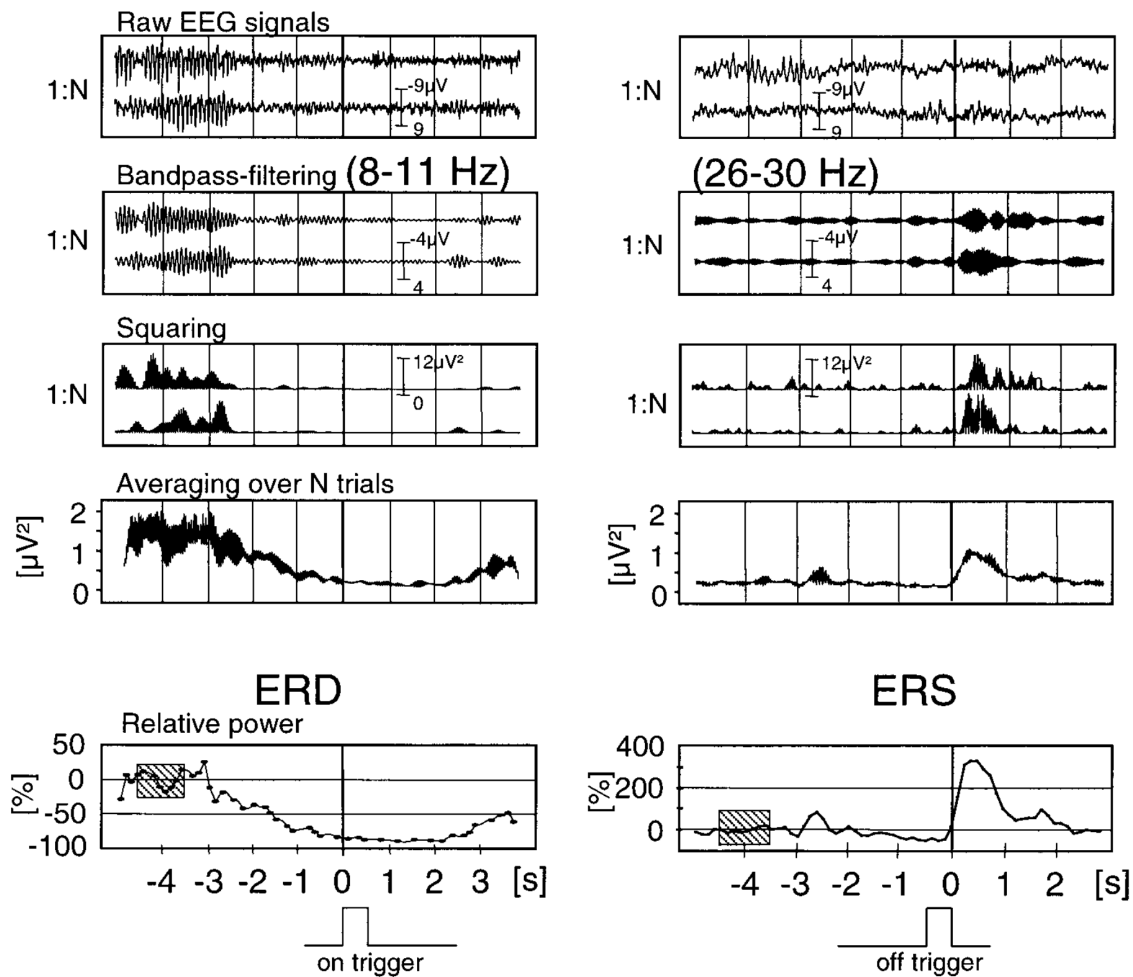 Raw EEG signals
1:N
-9µV
9
1:N
-9µV
9
Bandpass-filtering (8-11 Hz)
(26-30 Hz)
1:N
-4µV
4
1:N
-4µV
4
Squaring
1:N
12µV²
0
1:N
12µV²
Averaging over N trials
[µV²]
2
1
0
[µV²]
2
1
0
ERD
ERS
Relative power
[%]
50
0
-50
-100
[%]
400
200
0
-4 -3 -2 -1 0 1 2 3 [s]
-4 -3 -2 -1 0 1 2 [s]
on trigger
off trigger